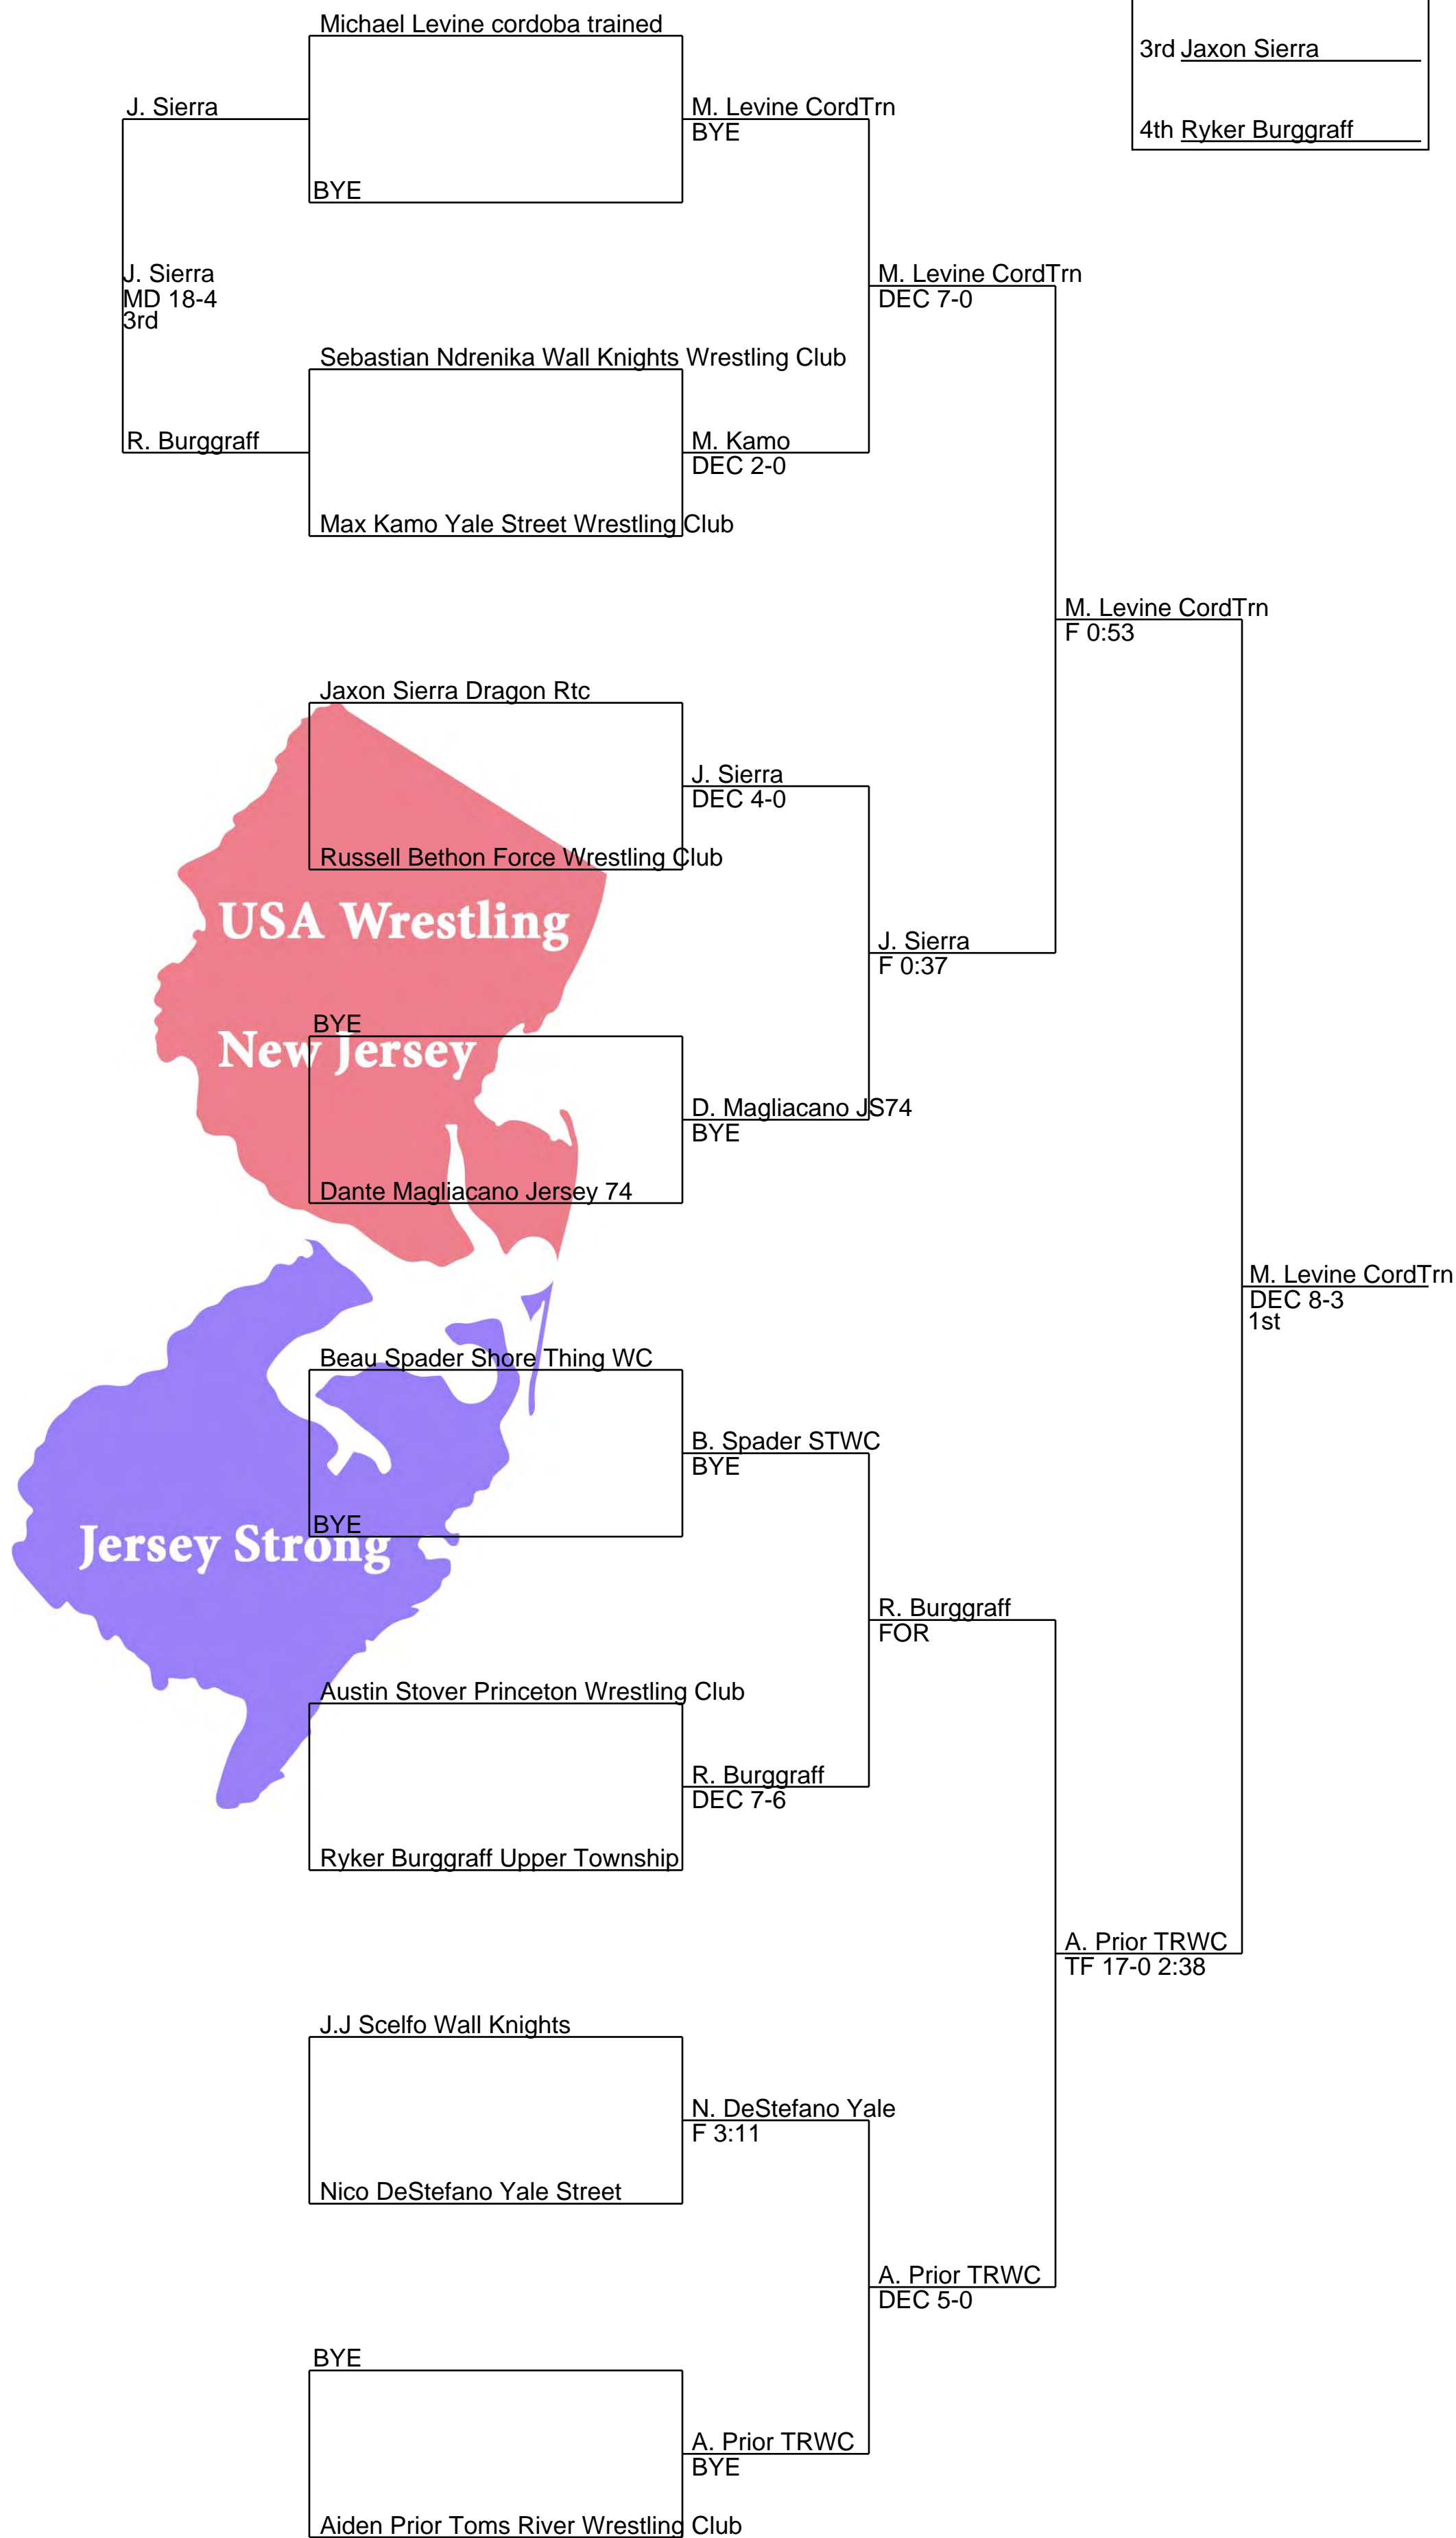 Michael Levine cordoba trained
3rd Jaxon Sierra
J. Sierra
M. Levine CordTrn
BYE
4th Ryker Burggraff
BYE
J. Sierra
MD 18-4
3rd
M. Levine CordTrn
DEC 7-0
Sebastian Ndrenika Wall Knights Wrestling Club
R. Burggraff
M. Kamo
DEC 2-0
Max Kamo Yale Street Wrestling Club
M. Levine CordTrn
F 0:53
Jaxon Sierra Dragon Rtc
J. Sierra
DEC 4-0
Russell Bethon Force Wrestling Club
USA Wrestling
J. Sierra
F 0:37
BYE
New Jersey
D. Magliacano JS74
BYE
Dante Magliacano Jersey 74
M. Levine CordTrn
DEC 8-3
1st
Beau Spader Shore Thing WC
B. Spader STWC
BYE
BYE
Jersey Strong
R. Burggraff
FOR
Austin Stover Princeton Wrestling Club
R. Burggraff
DEC 7-6
Ryker Burggraff Upper Township
A. Prior TRWC
TF 17-0 2:38
J.J Scelfo Wall Knights
N. DeStefano Yale
F 3:11
Nico DeStefano Yale Street
A. Prior TRWC
DEC 5-0
BYE
A. Prior TRWC
BYE
Aiden Prior Toms River Wrestling Club